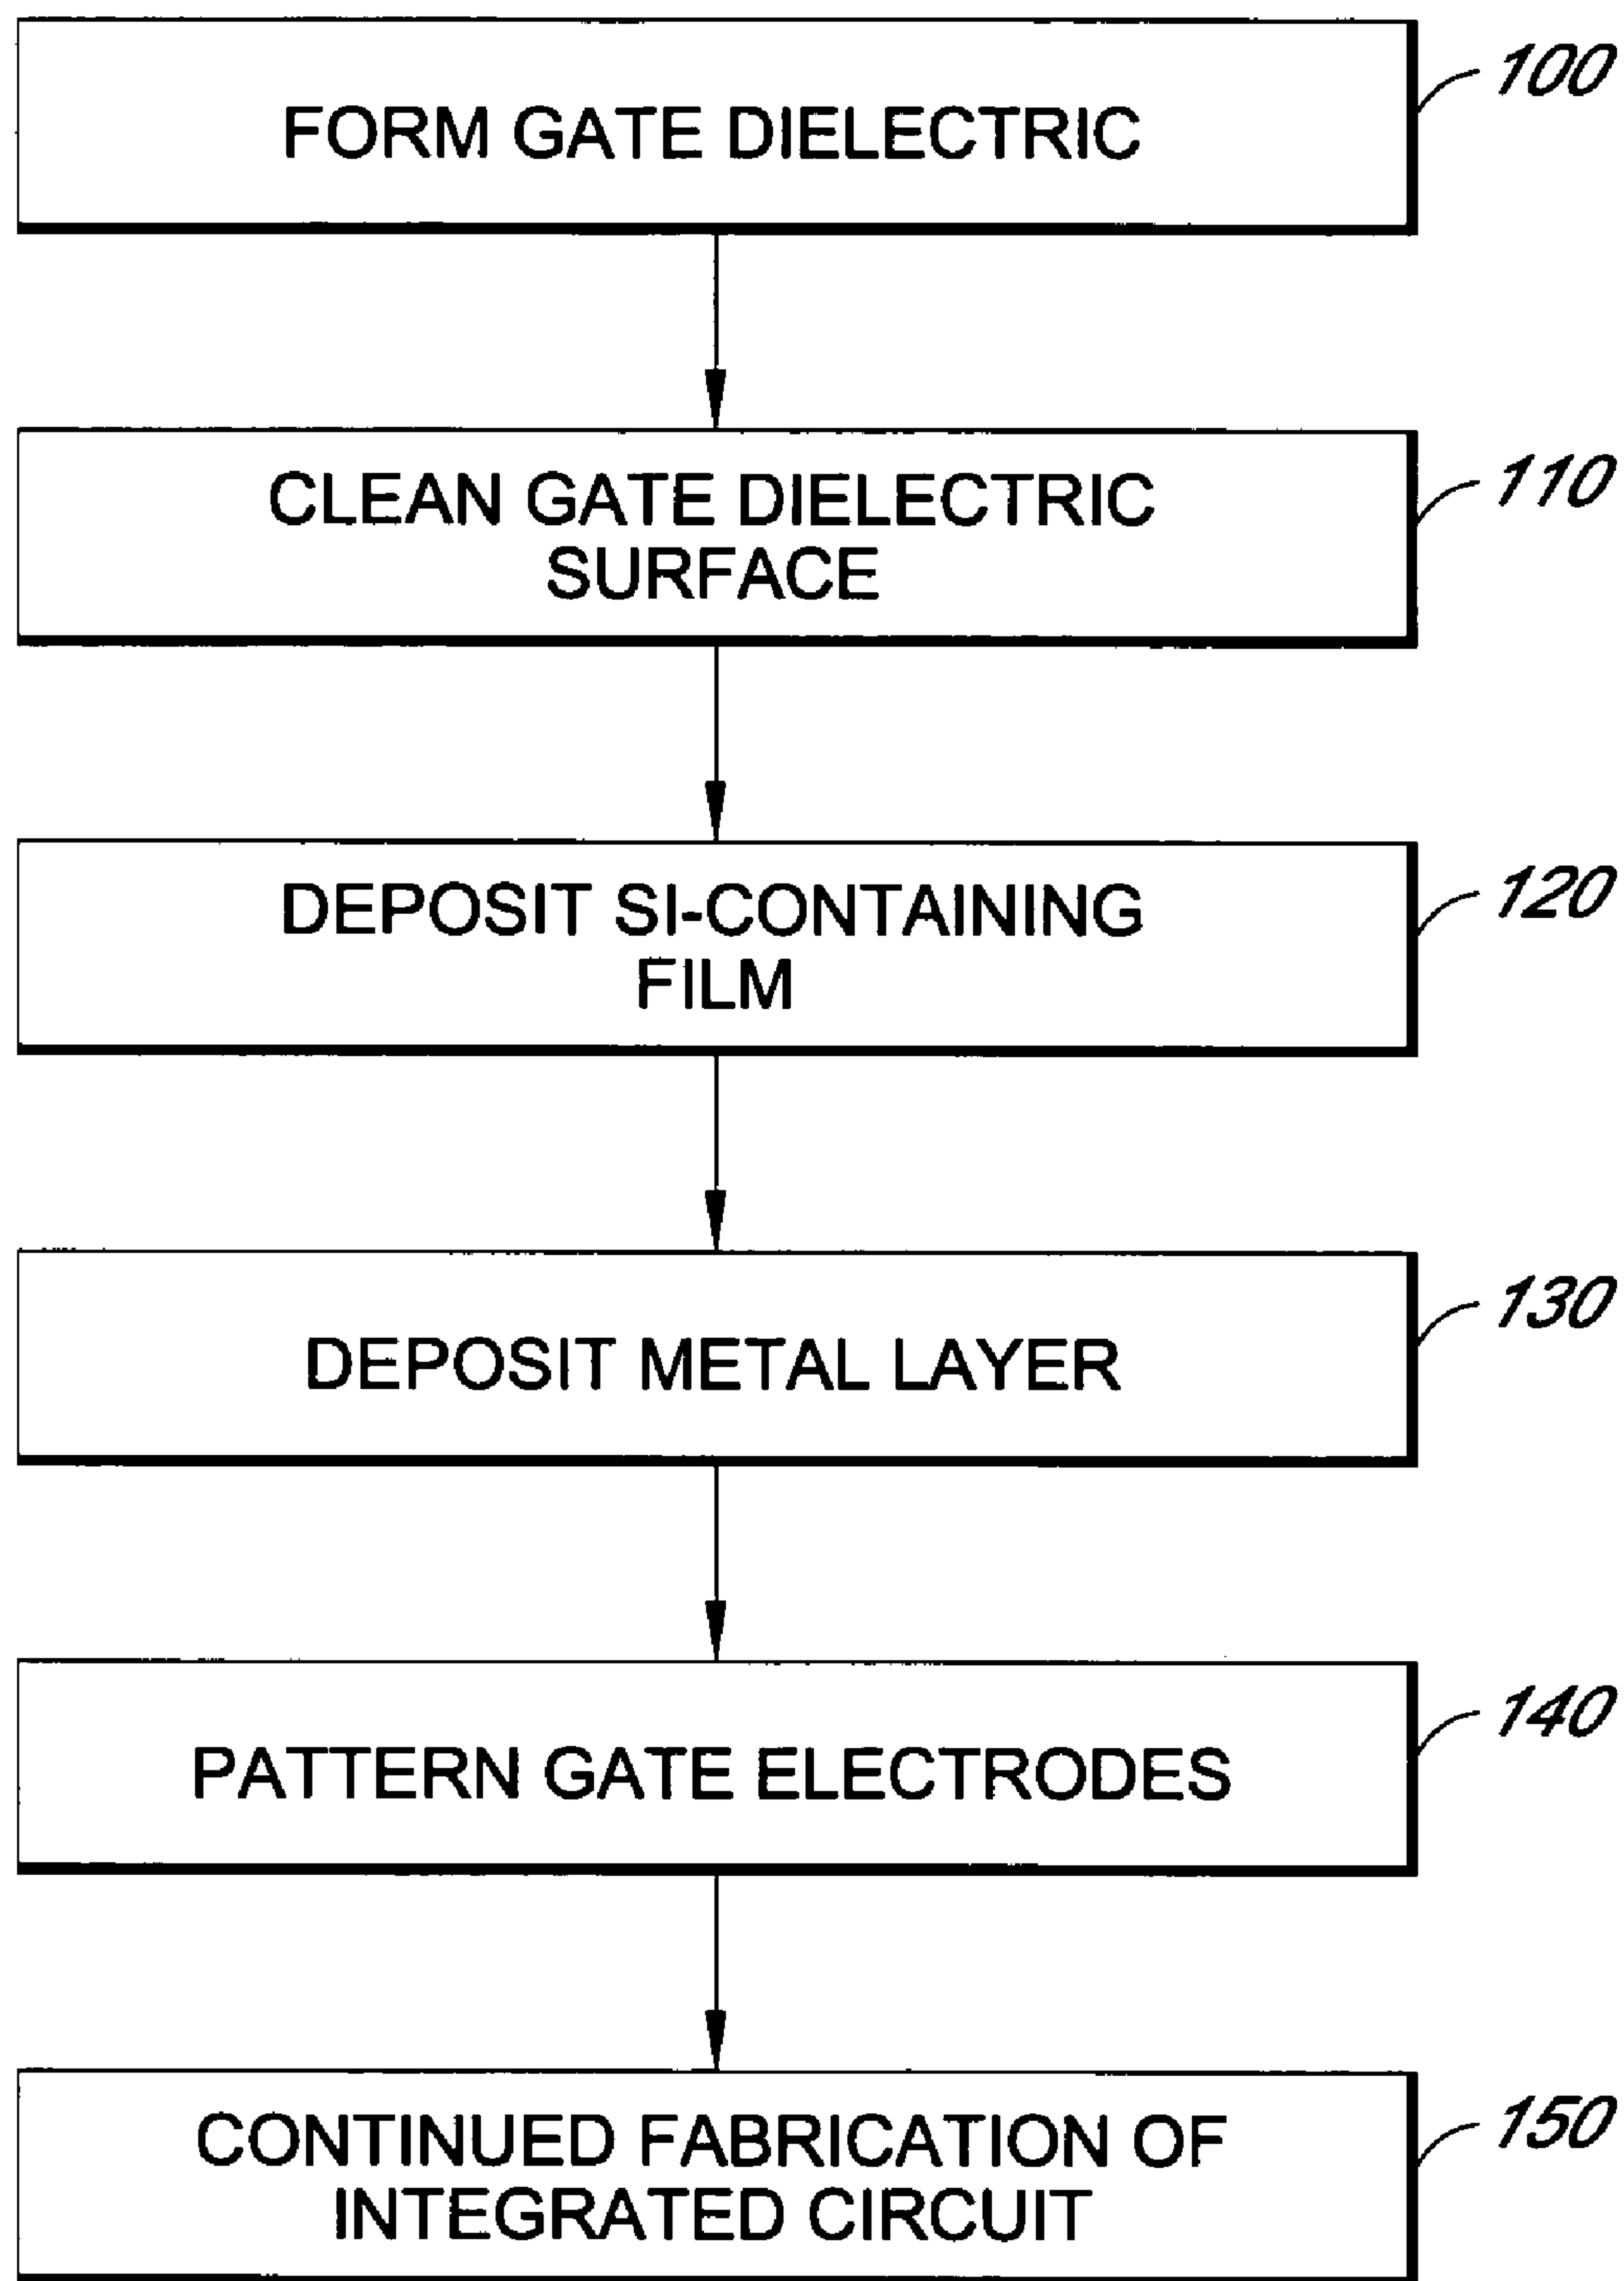 FORM GATE DIELECTRIC
100
CLEAN GATE DIELECTRIC
SURFACE
110
DEPOSIT SI-CONTAINING
FILM
120
DEPOSIT METAL LAYER
130
PATTERN GATE ELECTRODES
140
CONTINUED FABRICATION OF
INTEGRATED CIRCUIT
150